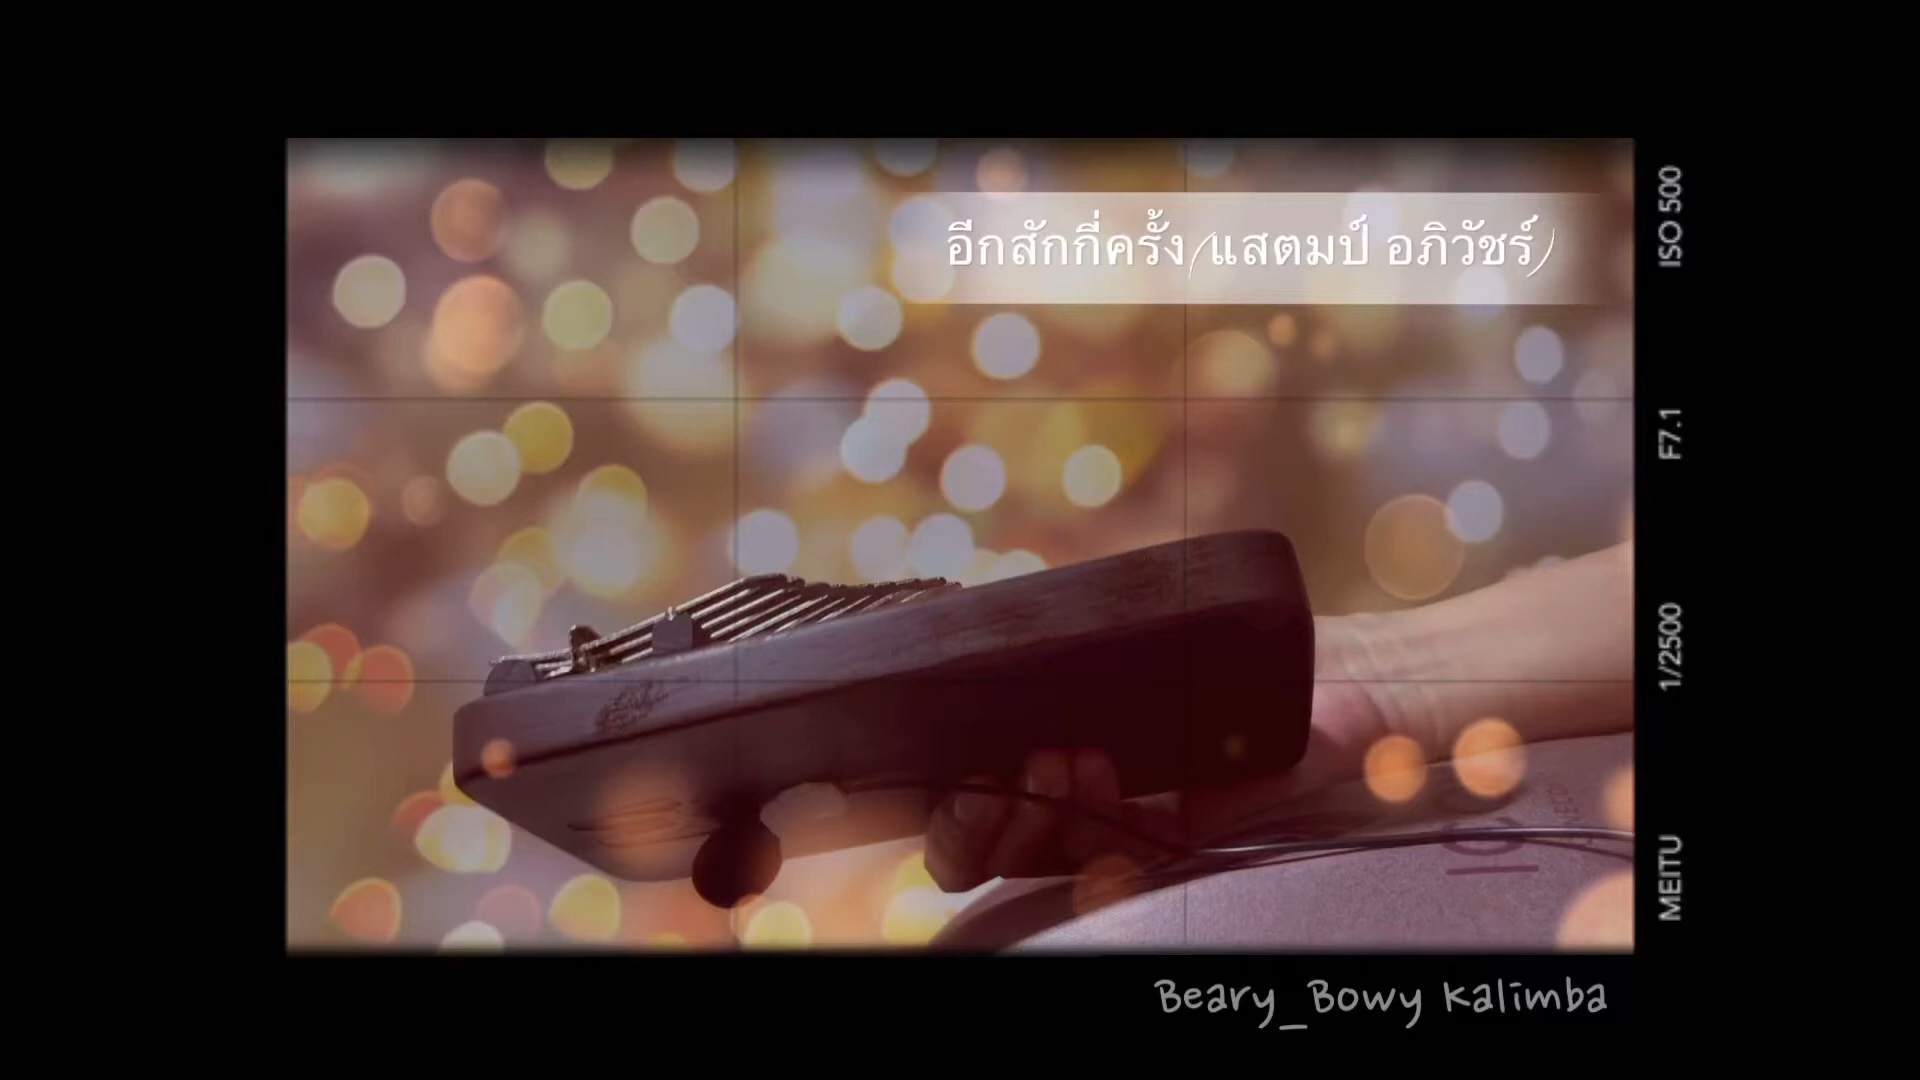 อีกสักกี่ครั้ง(แสตมป์ อภิวัชร์)
ISO 500
F7.1
1/2500
MEITU
Beary_Bowy Kalimba